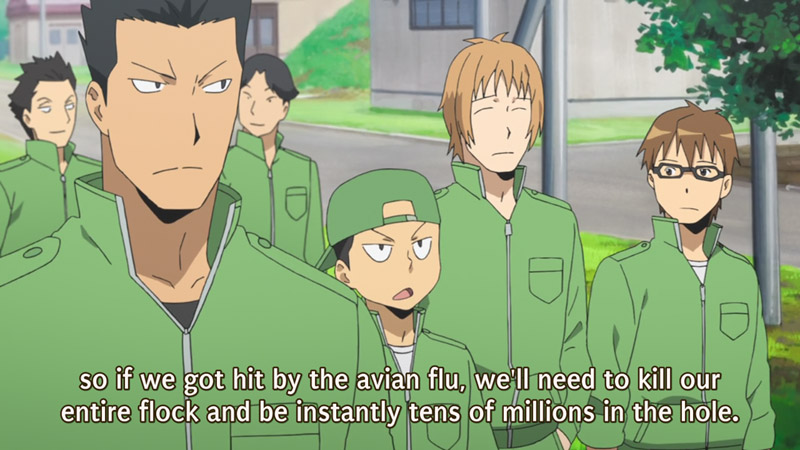 so if we got hit by the avian flu, we'll need to kill our
entire flock and be instantly tens of millions in the hole.